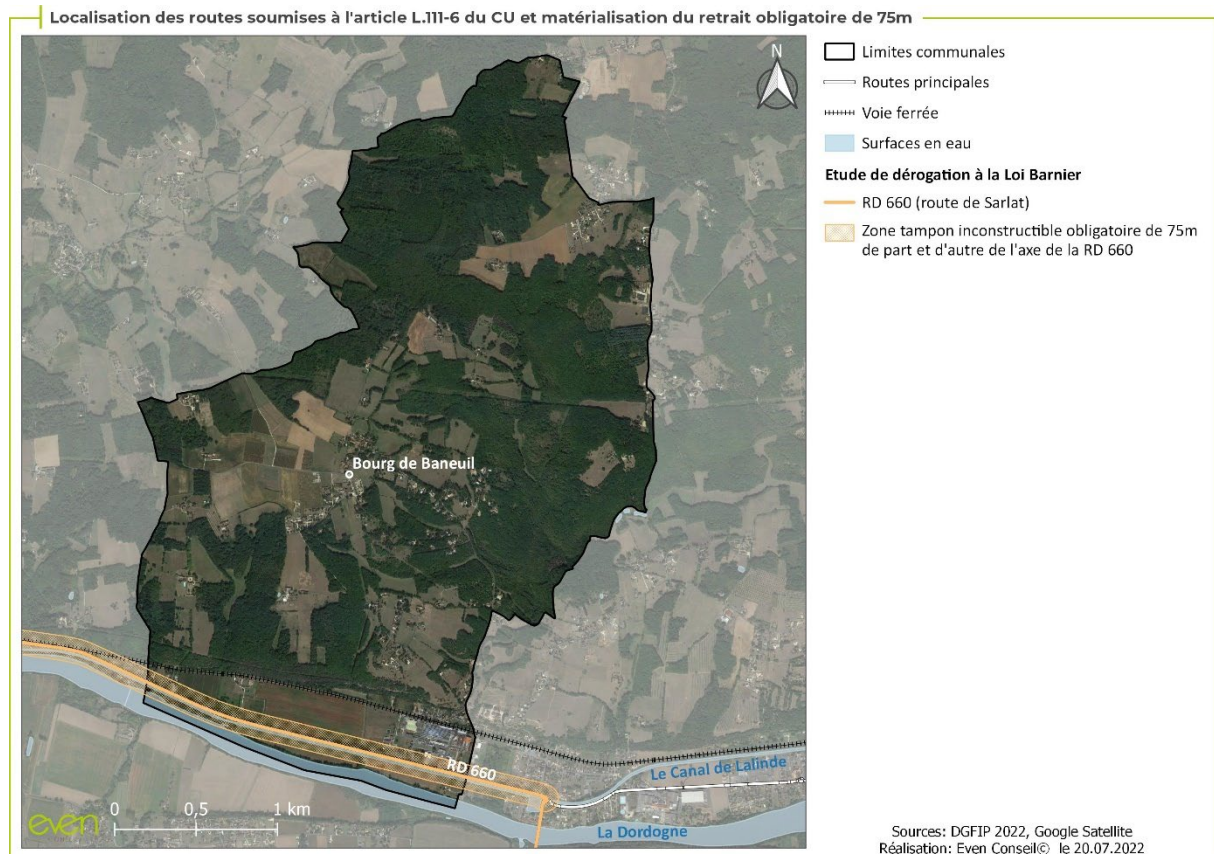 Localisation des routes soumises à l'article L.111-6 du CU et matérialisation du retrait obligatoire de 75m
N
Limites communales
Routes principales
Voie ferrée
Surfaces en eau
Etude de dérogation à la Loi Barnier
RD 660 (route de Sarlat)
Zone tampon inconstructible obligatoire de 75m
de part et d'autre de l'axe de la RD 660
Bourg de Baneuil
RD 660
Le Canal de Lalinde
La Dordogne
0 0,5 1 km
even
Sources: DGFIP 2022, Google Satellite
Réalisation: Even Conseil© le 20.07.2022